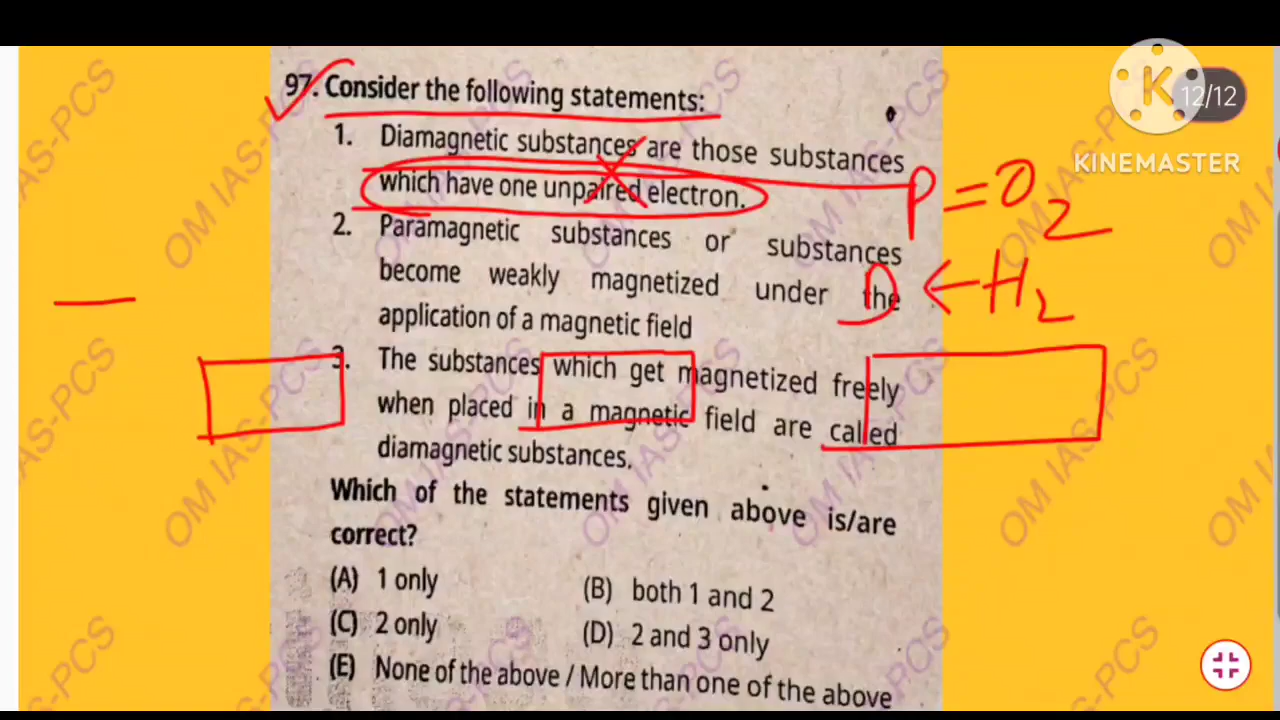 12/12
KINEMASTER
97. Consider the following statements:
1. Diamagnetic substances are those substances
which have one unpaired electron.
P = O2
2. Paramagnetic substances or substances
become weakly magnetized under the
D ← H2
application of a magnetic field
3. The substances which get magnetized freely
when placed in a magnetic field are called
diamagnetic substances.
Which of the statements given above is/are
correct?
(A) 1 only (B) both 1 and 2
(C) 2 only (D) 2 and 3 only
(E) None of the above / More than one of the above
OM IAS-PCS